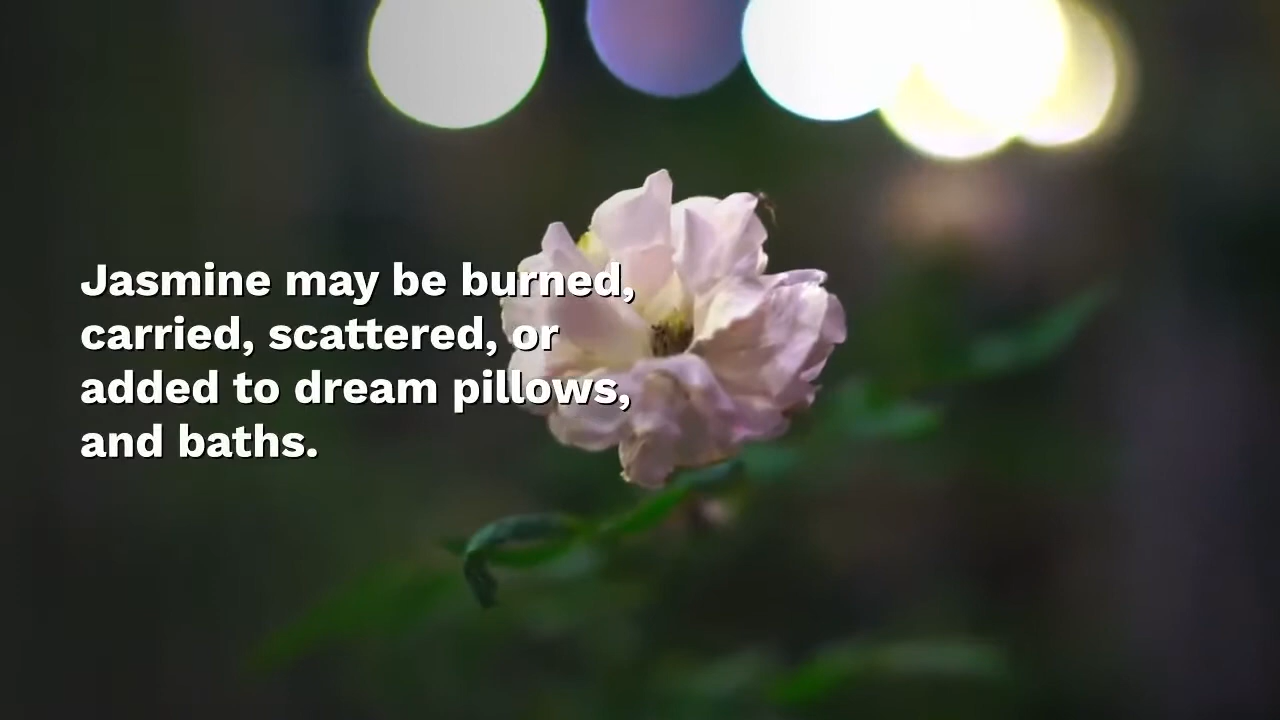 Jasmine may be burned,
carried, scattered, or
added to dream pillows,
and baths.